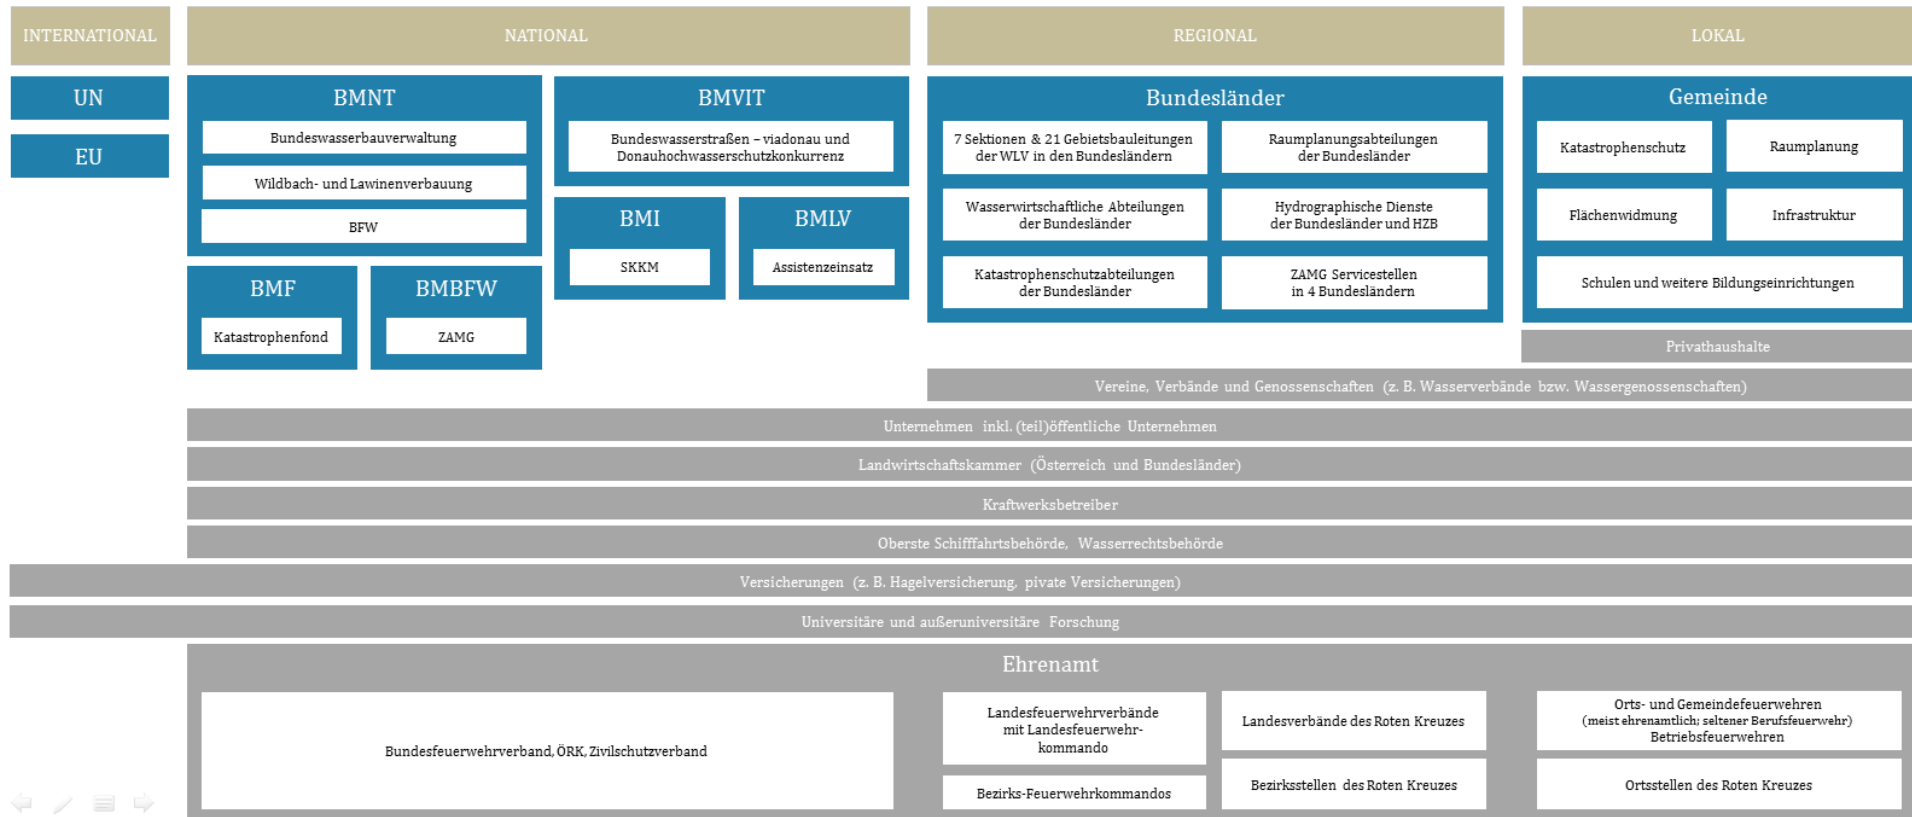 INTERNATIONAL
NATIONAL
REGIONAL
LOKAL
UN
EU
BMNT
Bundeswasserbauverwaltung
Wildbach- und Lawinenverbauung
BFW
BMVIT
Bundeswasserstraßen – viadonau und
Donauhochwasserschutzkonkurrenz
BMI
SKKM
BMLV
Assistenzeinsatz
BMF
Katastrophenfond
BMBFW
ZAMG
Bundesländer
7 Sektionen & 21 Gebietsbauleitungen
der WLV in den Bundesländern
Raumplanungsabteilungen
der Bundesländer
Wasserwirtschaftliche Abteilungen
der Bundesländer
Hydrographische Dienste
der Bundesländer und HZB
Katastrophenschutzabteilungen
der Bundesländer
ZAMG Servicestellen
in 4 Bundesländern
Gemeinde
Katastrophenschutz
Raumplanung
Flächenwidmung
Infrastruktur
Schulen und weitere Bildungseinrichtungen
Privathaushalte
Vereine, Verbände und Genossenschaften (z. B. Wasserverbände bzw. Wassergenossenschaften)
Unternehmen inkl. (teil)öffentliche Unternehmen
Landwirtschaftskammer (Österreich und Bundesländer)
Kraftwerksbetreiber
Oberste Schifffahrtsbehörde, Wasserrechtsbehörde
Versicherungen (z. B. Hagelversicherung, pivate Versicherungen)
Universitäre und außeruniversitäre Forschung
Ehrenamt
Bundesfeuerwehrverband, ÖRK, Zivilschutzverband
Landesfeuerwehrverbände
mit Landesfeuerwehr-
kommando
Landesverbände des Roten Kreuzes
Bezirks-Feuerwehrkommandos
Bezirksstellen des Roten Kreuzes
Orts- und Gemeindefeuerwehren
(meist ehrenamtlich; seltener Berufsfeuerwehr)
Betriebsfeuerwehren
Ortsstellen des Roten Kreuzes